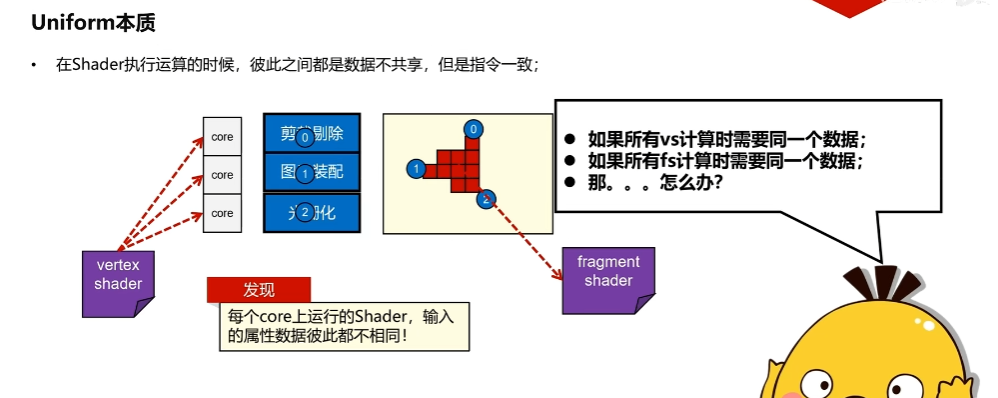 Uniform本质
• 在Shader执行运算的时候，彼此之间都是数据不共享，但是指令一致；
core
core
core
0
1
2
剔除
图
装配
光
化
0
1
2
● 如果所有vs计算时需要同一个数据；
● 如果所有fs计算时需要同一个数据；
● 那。。。怎么办？
vertex
shader
fragment
shader
发现
每个core上运行的Shader，输入
的属性数据彼此都不相同！